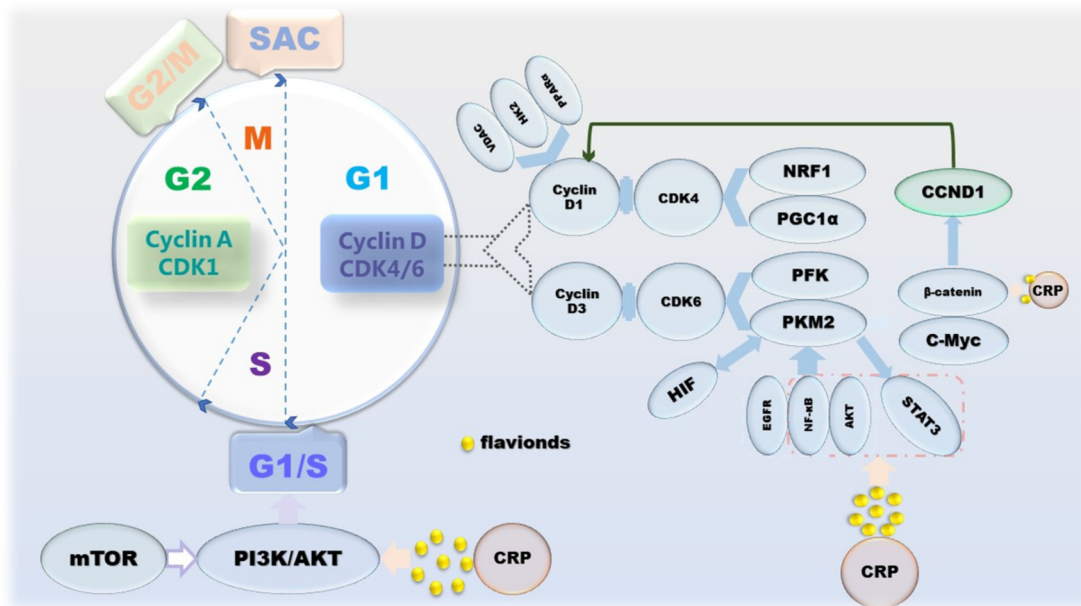 SAC
G2/M
M
G2
G1
Cyclin A
CDK1
Cyclin D
CDK4/6
S
G1/S
mTOR
PI3K/AKT
CRP
flavionds
VDAC
HK2
PPARα
Cyclin
D1
CDK4
NRF1
PGC1α
CCND1
Cyclin
D3
CDK6
PFK
PKM2
β-catenin
CRP
C-Myc
HIF
EGFR
NF-κB
AKT
STAT3
CRP